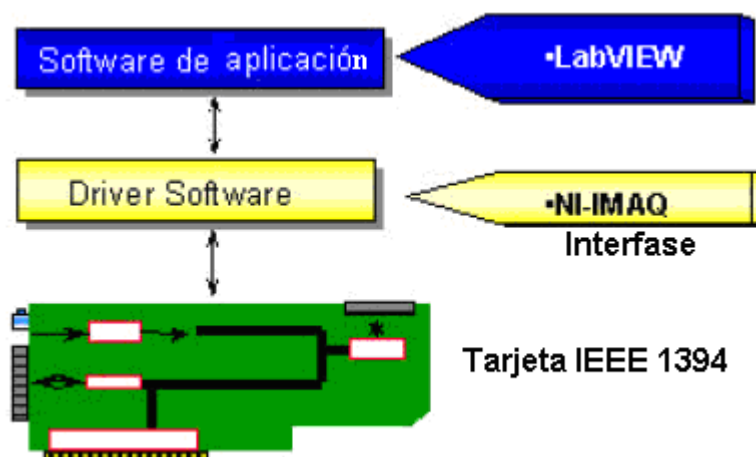 Software de aplicación
•LabVIEW
Driver Software
•NI-IMAQ
Interfase
Tarjeta IEEE 1394